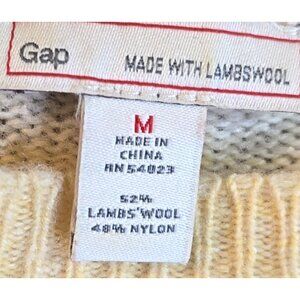 Gap
MADE WITH LAMBSWOOL
M
MADE IN
CHINA
RN 54023
52%
LAMBS'WOOL
48% NYLON